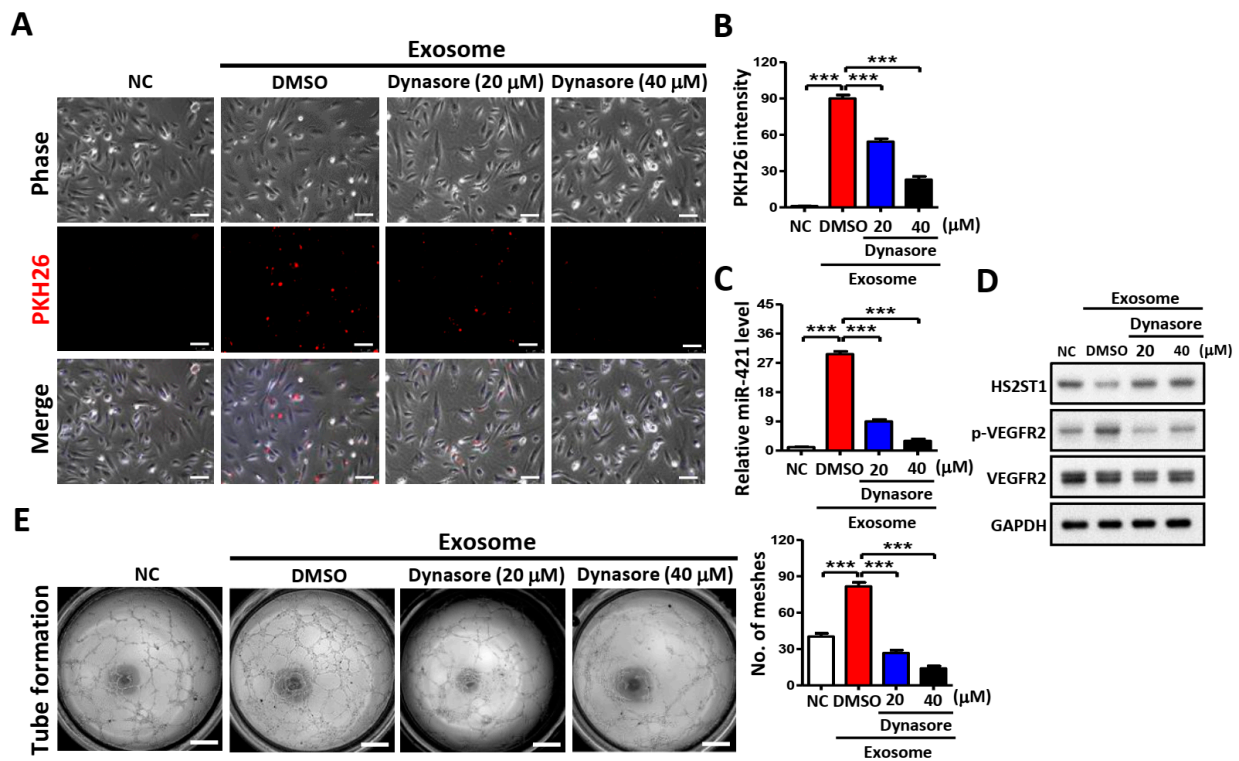 A
Exosome
NC
DMSO
Dynasore (20 μM)
Dynasore (40 μM)
Phase
PKH26
Merge
B
PKH26 intensity
120
90
60
30
0
***
***
***
NC
DMSO
20
40
(μM)
Dynasore
Exosome
C
Relative miR-421 level
45
36
27
18
9
0
***
***
***
NC
DMSO
20
40
(μM)
Dynasore
Exosome
D
Exosome
Dynasore
NC
DMSO
20
40
(μM)
HS2ST1
p-VEGFR2
VEGFR2
GAPDH
E
Exosome
NC
DMSO
Dynasore (20 μM)
Dynasore (40 μM)
Tube formation
No. of meshes
120
90
60
30
0
***
***
***
NC
DMSO
20
40
(μM)
Dynasore
Exosome